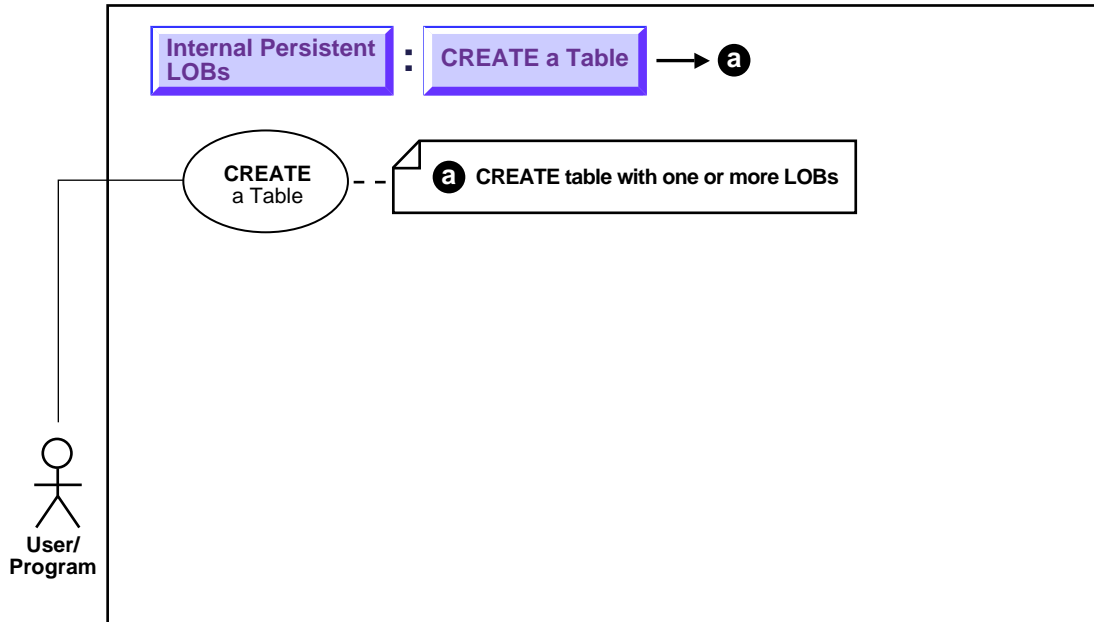 Internal Persistent
LOBs
:
CREATE a Table
a
CREATE
a Table
a CREATE table with one or more LOBs
User/
Program